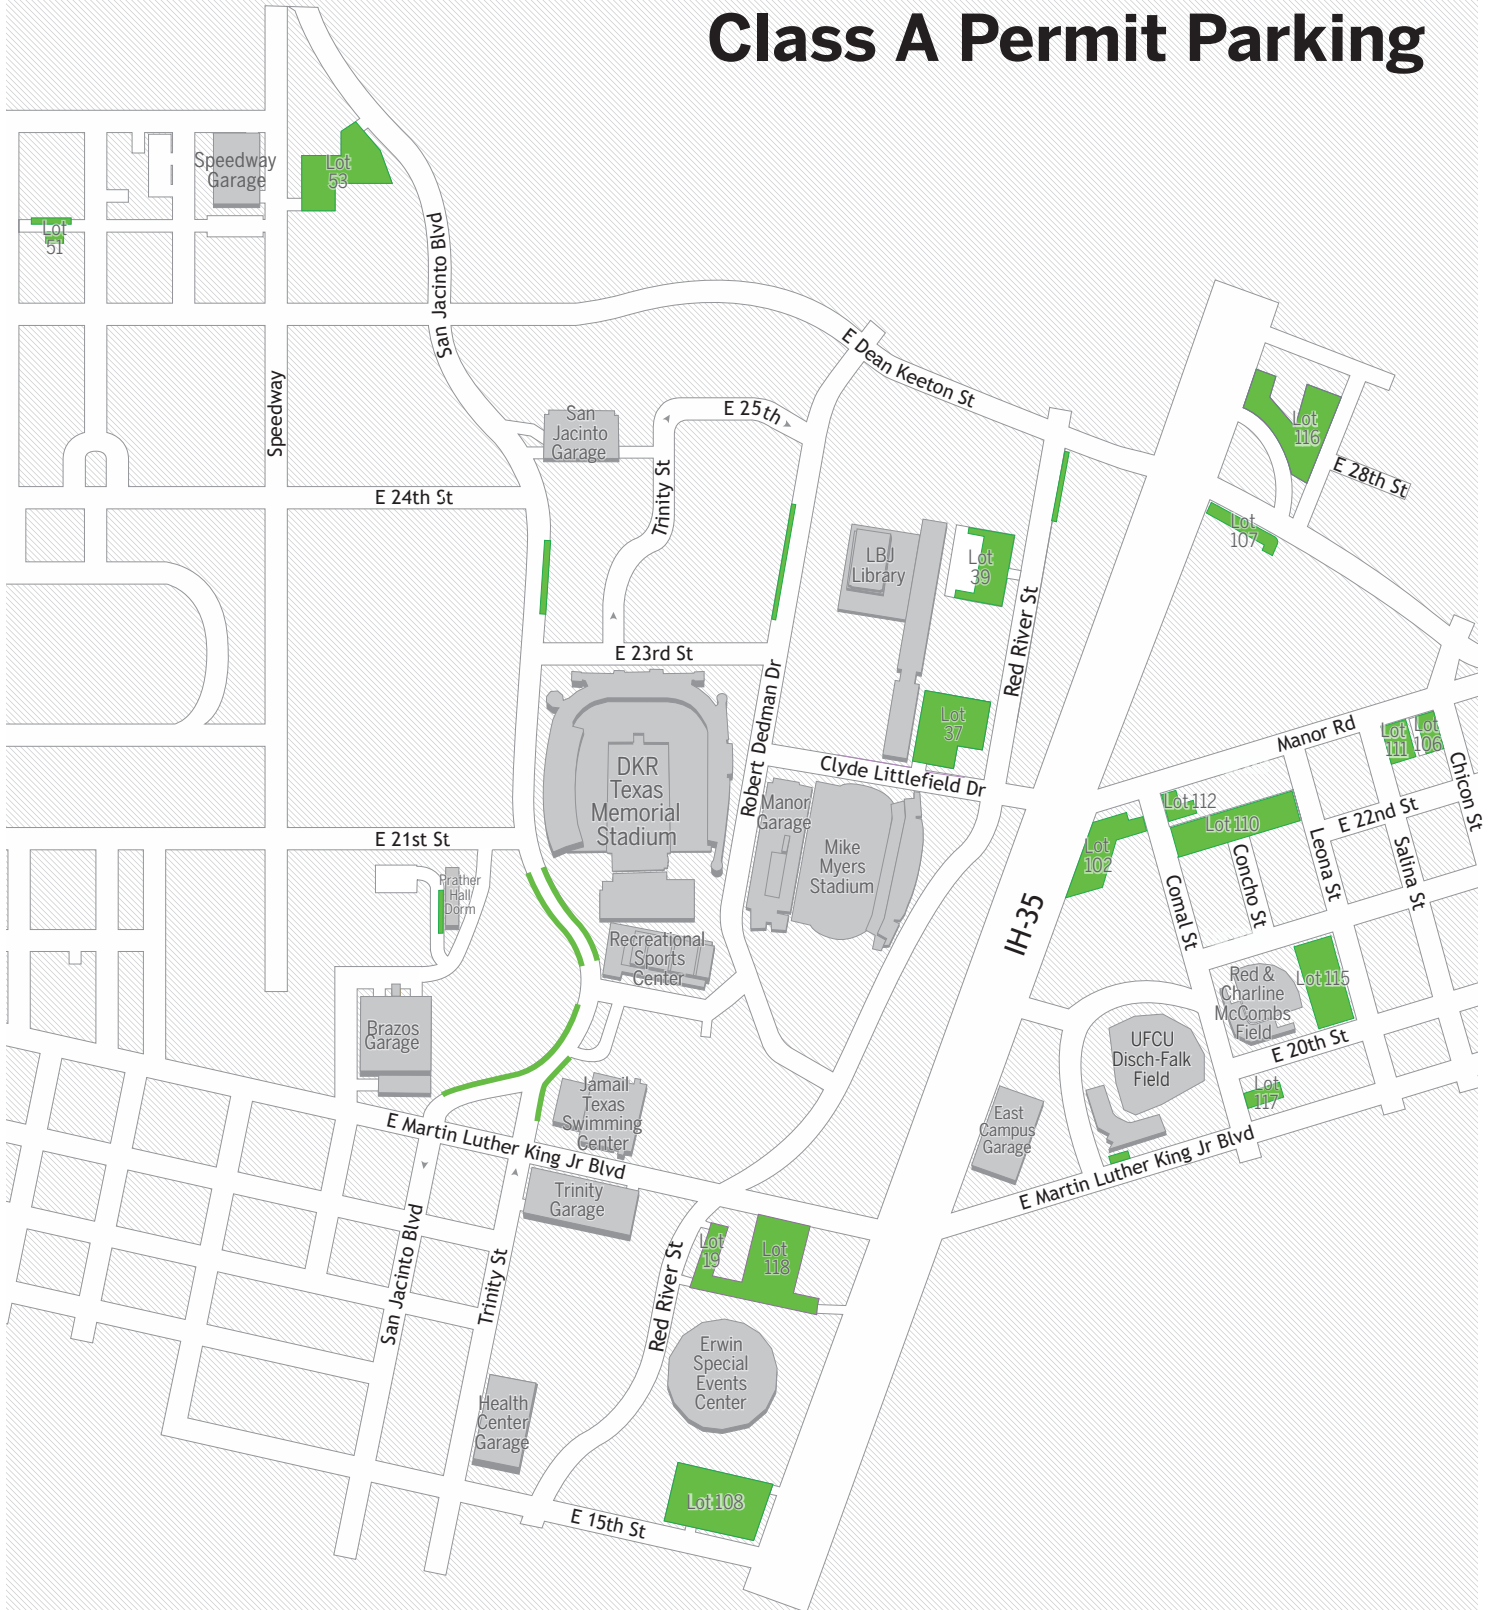 Class A Permit Parking
Speedway
Garage
Lot
53
Lot
51
San Jacinto Blvd
San Jacinto Blvd
E Dean Keeton St
Speedway
San
Jacinto
Garage
E 25th
Lot
116
E 28th St
E 24th St
Trinity St
Lot
107
LBJ
Library
Lot
39
Red River St
E 23rd St
Robert Dedman Dr
Lot
37
Manor Rd
Lot
111
Lot
106
Chicon St
DKR
Texas
Memorial
Stadium
Clyde Littlefield Dr
Manor
Garage
Mike
Myers
Stadium
Lot 112
Lot 110
E 22nd St
Lot
102
E 21st St
Leona St
Salina St
Concho St
Comal St
Prather
Hall
Dorm
IH-35
Recreational
Sports
Center
Red &
Charline
McCombs
Field
Lot 115
Brazos
Garage
UFCU
Disch-Falk
Field
E 20th St
Jamail
Texas
Swimming
Center
Lot
117
East
Campus
Garage
E Martin Luther King Jr Blvd
E Martin Luther King Jr Blvd
Trinity
Garage
San Jacinto Blvd
Trinity St
Red River St
Lot
19
Lot
118
Erwin
Special
Events
Center
Health
Center
Garage
Lot 108
E 15th St